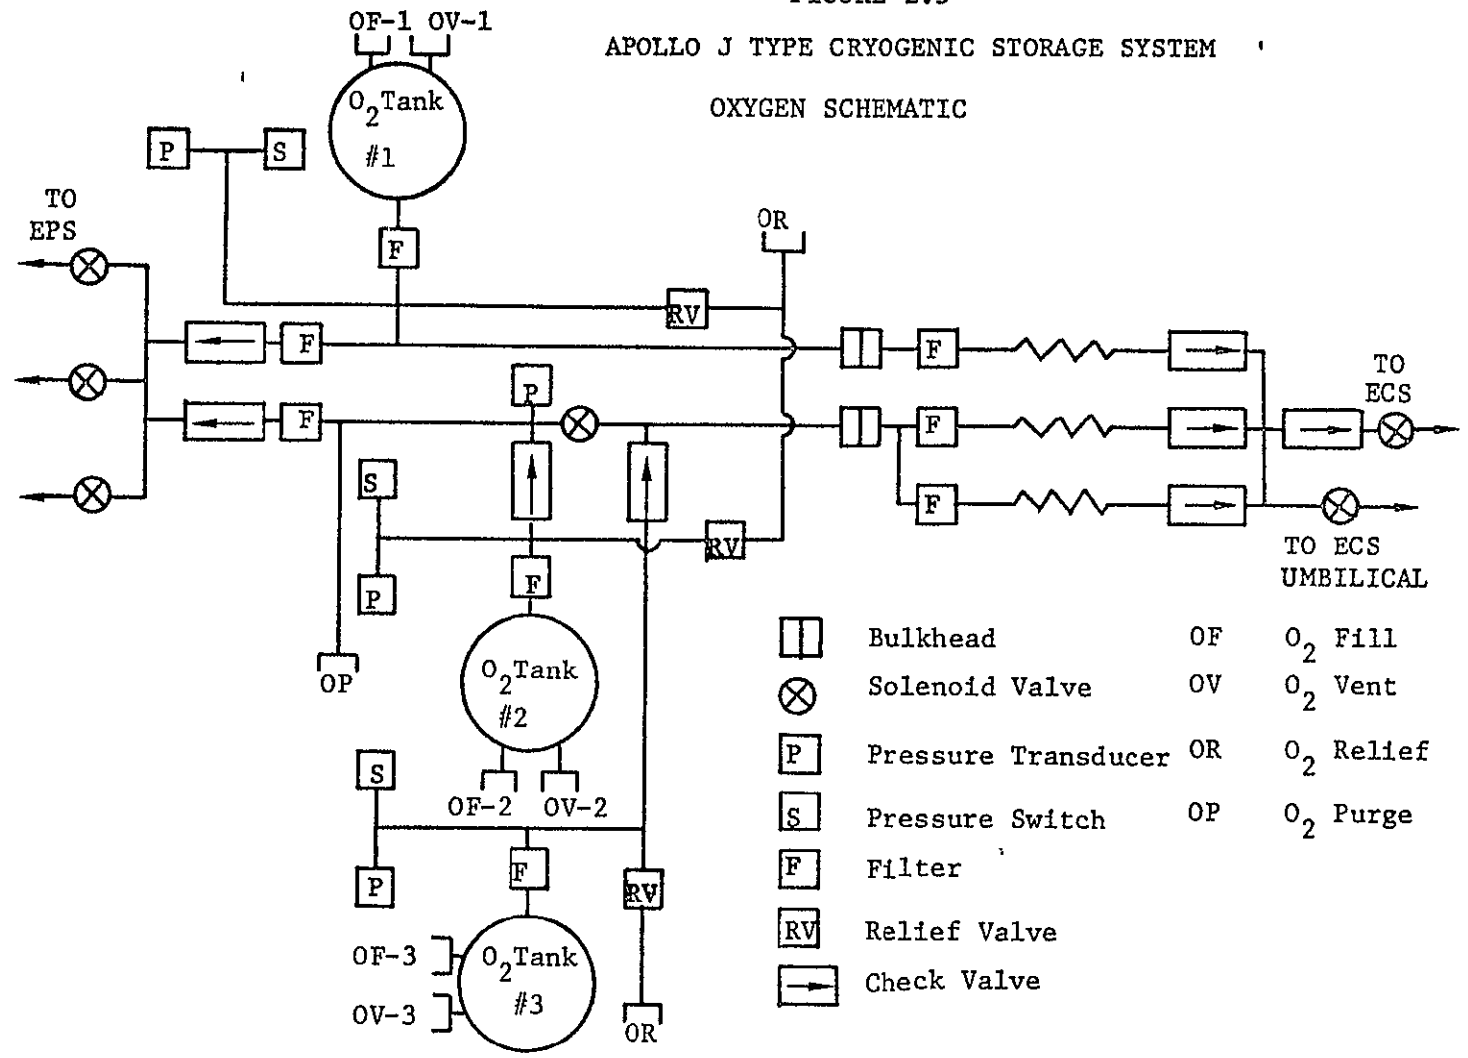 FIGURE 2.3
APOLLO J TYPE CRYOGENIC STORAGE SYSTEM
OXYGEN SCHEMATIC
OF-1 OV-1
O2Tank
#1
P
S
TO
EPS
F
OR
RV
F
F
TO
ECS
P
F
F
S
F
RV
F
P
TO ECS
UMBILICAL
OP
O2Tank
#2
OF-2 OV-2
S
P
F
RV
OF-3
OV-3
O2Tank
#3
OR
Bulkhead
Solenoid Valve
P Pressure Transducer
S Pressure Switch
F Filter
RV Relief Valve
Check Valve
OF O2 Fill
OV O2 Vent
OR O2 Relief
OP O2 Purge